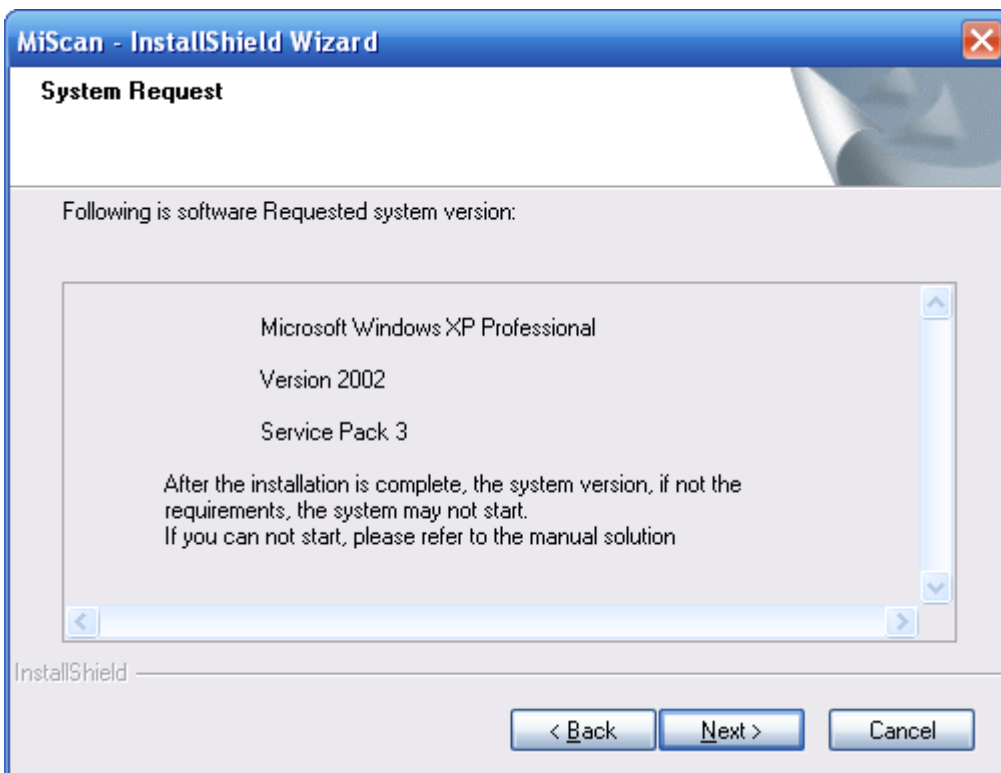 MiScan - InstallShield Wizard
System Request
Following is software Requested system version:
Microsoft Windows XP Professional
Version 2002
Service Pack 3
After the installation is complete, the system version, if not the
requirements, the system may not start.
If you can not start, please refer to the manual solution
InstallShield
< Back Next > Cancel